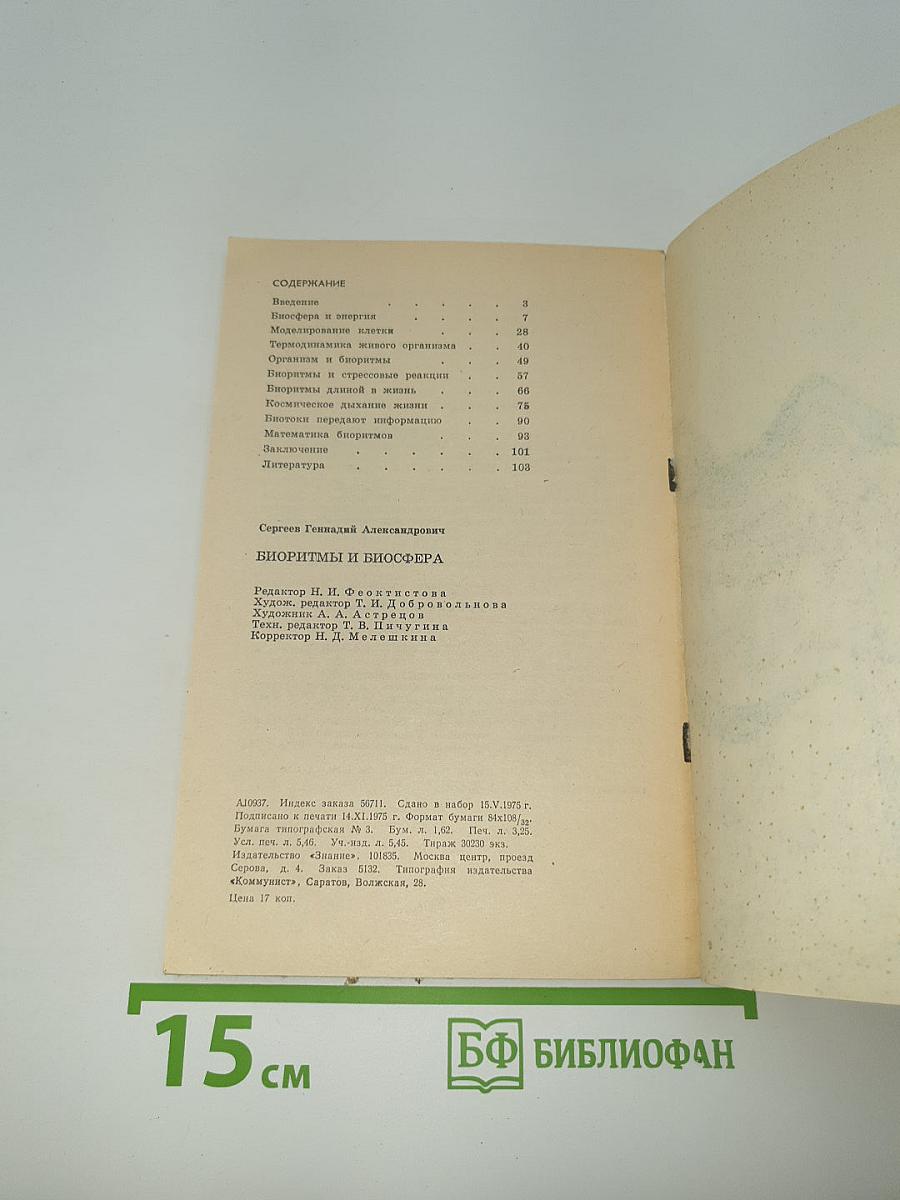 СОДЕРЖАНИЕ
Введение . . . . . 3
Биосфера и энергия . . . . 7
Моделирование клетки . . . 28
Термодинамика живого организма . . 40
Организм и биоритмы . . . 49
Биоритмы и стрессовые реакции . . 57
Биоритмы длиной в жизнь . . . 66
Космическое дыхание жизни . . . 75
Биотоки передают информацию . . 90
Математика биоритмов . . . 93
Заключение . . . . . . 101
Литература . . . . . . 103
Сергеев Геннадий Александрович
БИОРИТМЫ И БИОСФЕРА
Редактор Н. И. Феоктистова
Худож. редактор Т. И. Добровольнова
Художник А. А. Астрецов
Техн. редактор Т. В. Пичугина
Корректор Н. Д. Мелешкина
А10937. Индекс заказа 56711. Сдано в набор 15.V.1975 г.
Подписано к печати 14.XI.1975 г. Формат бумаги 84х108/32.
Бумага типографская № 3. Бум. л. 1,62. Печ. л. 3,25.
Усл. печ. л. 5,46. Уч.-изд. л. 5,45. Тираж 30230 экз.
Издательство «Знание». 101835. Москва центр, проезд
Серова, д. 4. Заказ 5132. Типография издательства
«Коммунист», Саратов, Волжская, 28.
Цена 17 коп.
15 см
БФ БИБЛИОФАН